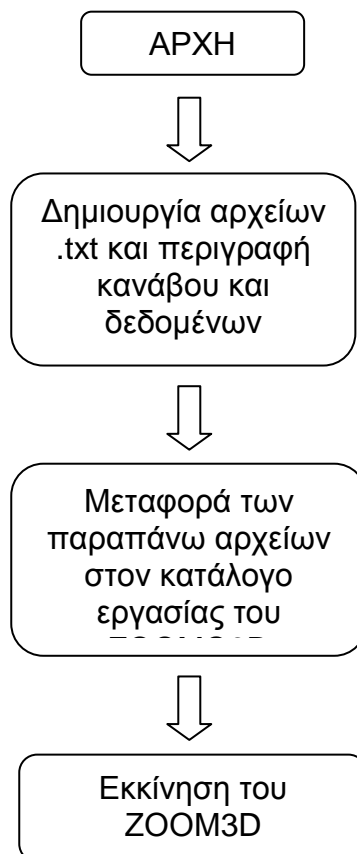 ΑΡΧΗ
Δημιουργία αρχείων
.txt και περιγραφή
κανάβου και
δεδομένων
Μεταφορά των
παραπάνω αρχείων
στον κατάλογο
εργασίας του
Εκκίνηση του
ZOOM3D